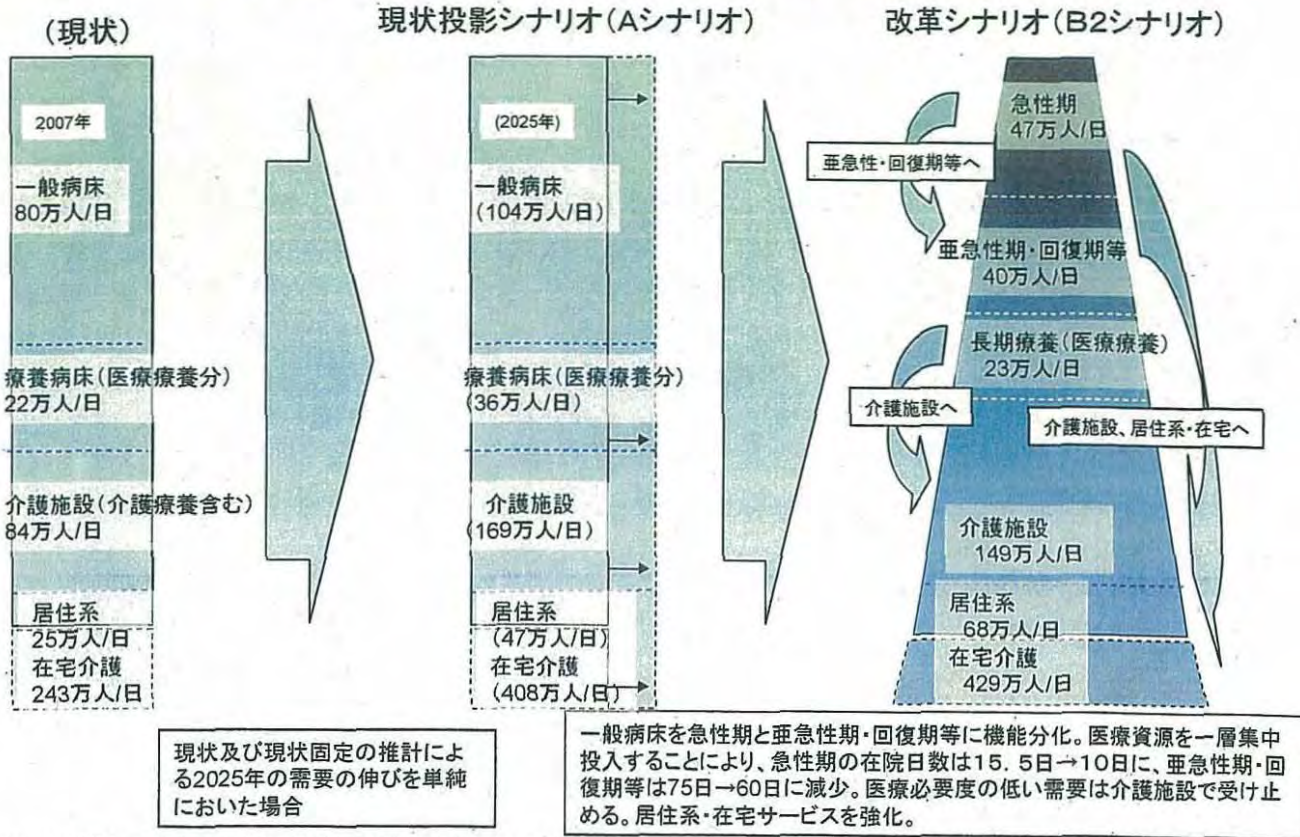 (現状)
現状投影シナリオ(Aシナリオ)
改革シナリオ(B2シナリオ)
2007年
一般病床
80万人/日
療養病床(医療療養分)
22万人/日
介護施設(介護療養含む)
84万人/日
居住系
25万人/日
在宅介護
243万人/日
(2025年)
一般病床
(104万人/日)
療養病床(医療療養分)
(36万人/日)
介護施設
(169万人/日)
居住系
(47万人/日)
在宅介護
(408万人/日)
急性期
47万人/日
亜急性・回復期等へ
亜急性期・回復期等
40万人/日
長期療養(医療療養)
23万人/日
介護施設へ
介護施設、居住系・在宅へ
介護施設
149万人/日
居住系
68万人/日
在宅介護
429万人/日
現状及び現状固定の推計によ
る2025年の需要の伸びを単純
においた場合
一般病床を急性期と亜急性期・回復期等に機能分化。医療資源を一層集中
投入することにより、急性期の在院日数は15.5日→10日に、亜急性期・回
復期等は75日→60日に減少。医療必要度の低い需要は介護施設で受け止
める。居住系・在宅サービスを強化。